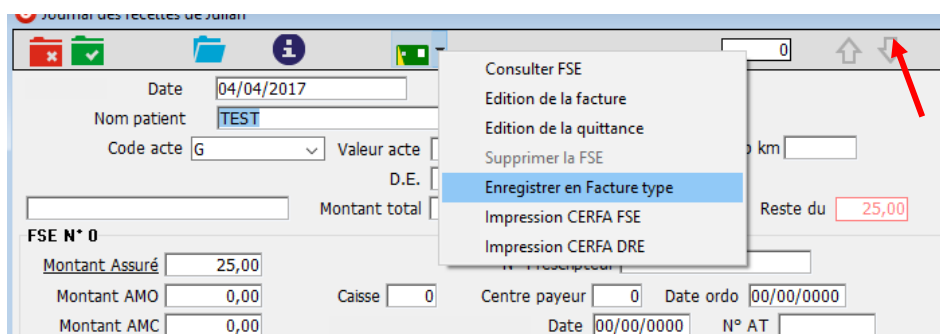 Journal des recettes de Julian
0
Date 04/04/2017
Nom patient TEST
Code acte G Valeur acte
km
D.E.
Montant total
Reste du 25,00
Consulter FSE
Edition de la facture
Edition de la quittance
Supprimer la FSE
Enregistrer en Facture type
Impression CERFA FSE
Impression CERFA DRE
FSE N° 0
Montant Assuré 25,00
N° Prescripteur
Montant AMO 0,00 Caisse 0 Centre payeur 0 Date ordo 00/00/0000
Montant AMC 0,00 Date 00/00/0000 N° AT